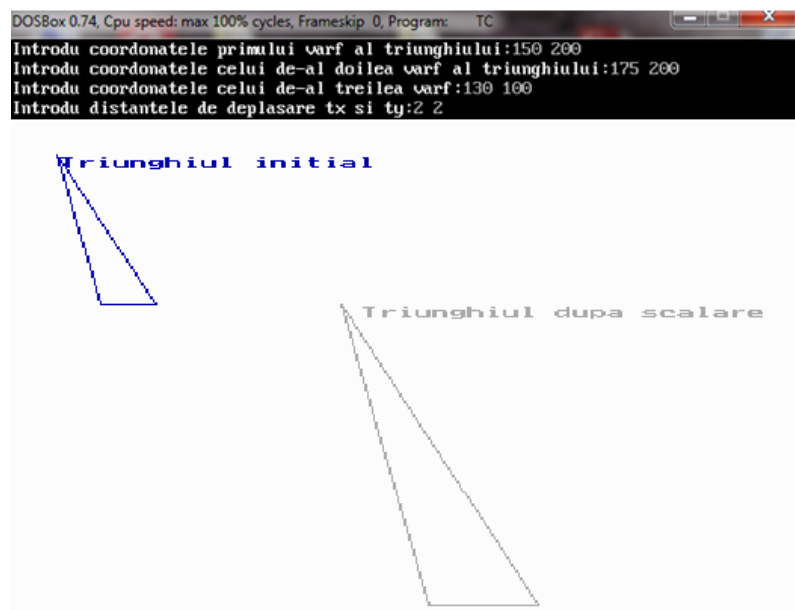 DOSBox 0.74, Cpu speed: max 100% cycles, Frameskip 0, Program: TC
Introdu coordonatele primului varf al triunghiului:150 200
Introdu coordonatele celui de-al doilea varf al triunghiului:175 200
Introdu coordonatele celui de-al treilea varf:130 100
Introdu distantele de deplasare tx si ty:2 2
Triunghiul initial
Triunghiul dupa scalare